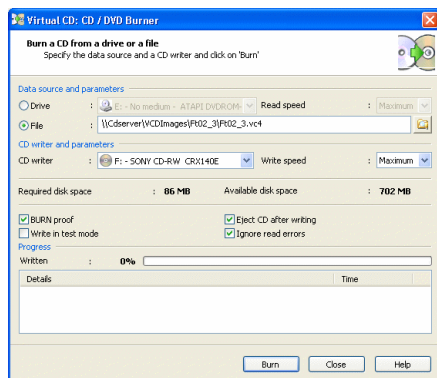 Virtual CD: CD / DVD Burner
Burn a CD from a drive or a file
Specify the data source and a CD writer and click on 'Burn'
Data source and parameters
Drive : E: - No medium - ATAPI DVDROM- Read speed : Maximum
File : \\Cdserver\VCDImages\Ft02_3\Ft02_3.vc4
CD writer and parameters
CD writer : F: - SONY CD-RW CRX140E Write speed : Maximum
Required disk space : 86 MB Available disk space : 702 MB
BURN proof Eject CD after writing
Write in test mode Ignore read errors
Progress
Written : 0%
Details Time
Burn Close Help